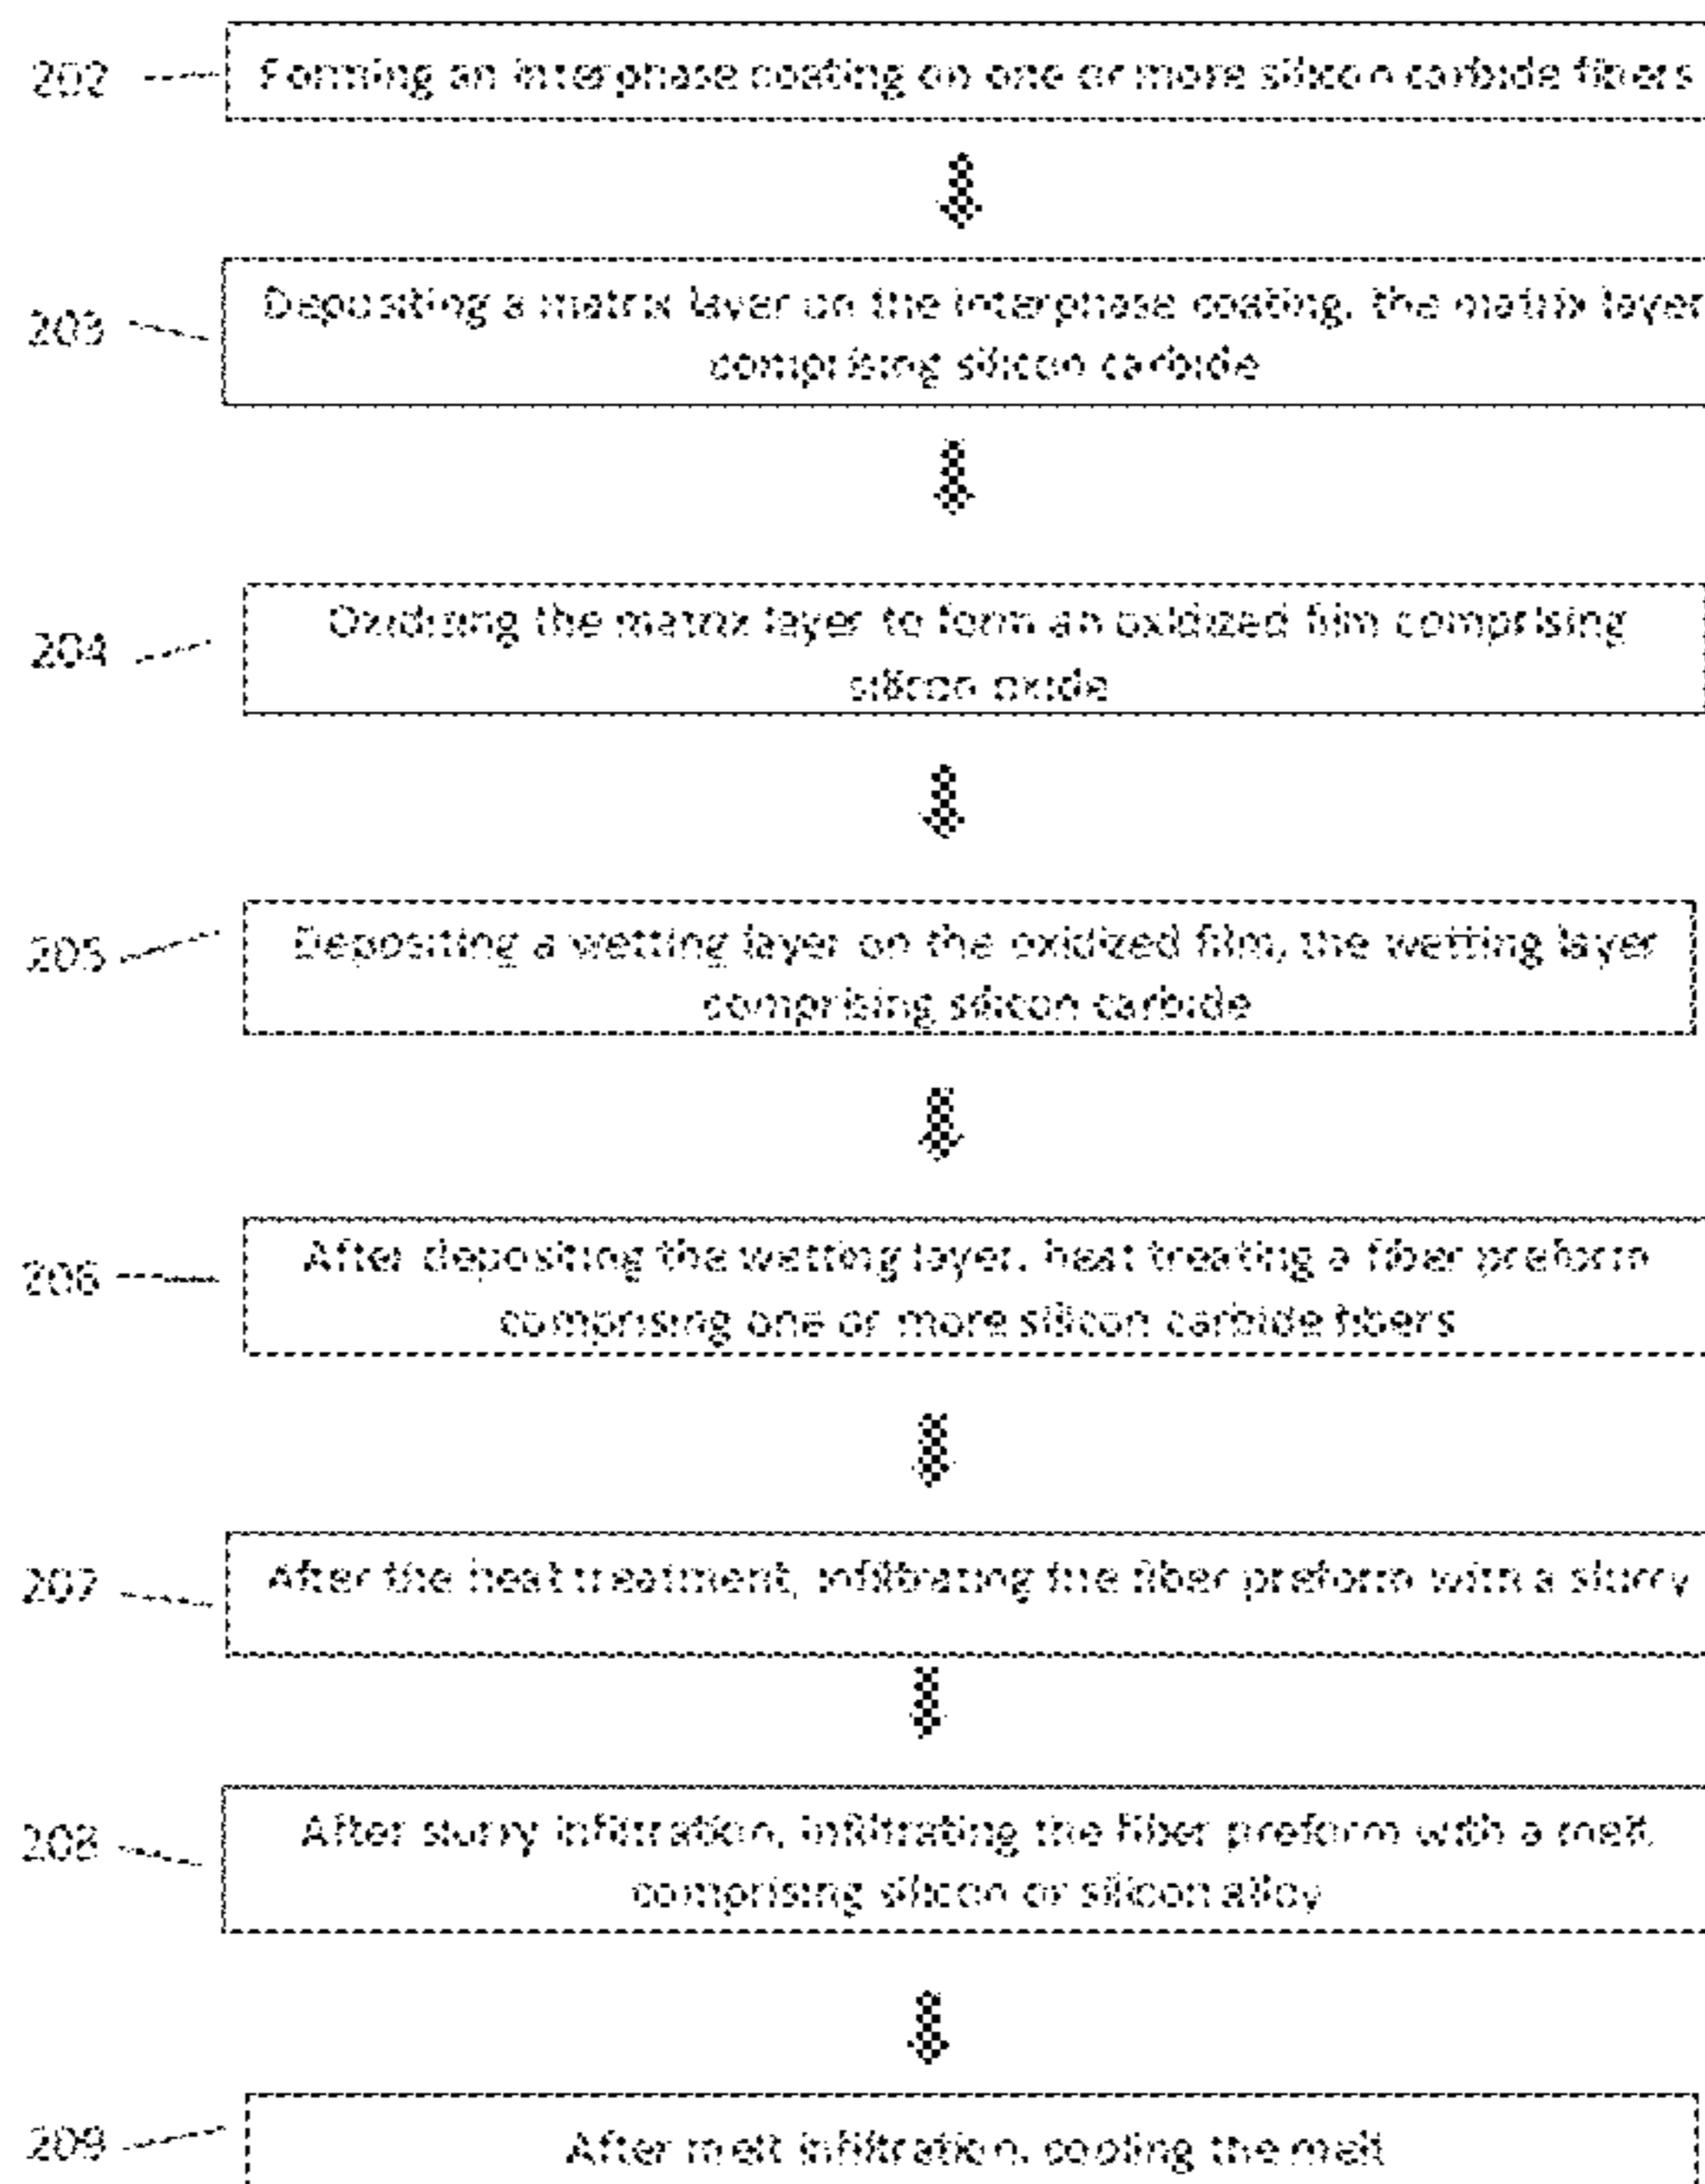 202 Forming an interphase coating on one or more silicon carbide fibers
203 Depositing a matrix layer on the interphase coating, the matrix layer
comprising silicon carbide
204 Oxidizing the matrix layer to form an oxidized film comprising
silicon oxide
205 Depositing a wetting layer on the oxidized film, the wetting layer
comprising silicon carbide
206 After depositing the wetting layer, heat treating a fiber preform
comprising one or more silicon carbide fibers
207 After the heat treatment, infiltrating the fiber preform with a slurry
208 After slurry infiltration, infiltrating the fiber preform with a melt
comprising silicon or silicon alloy
209 After melt infiltration, cooling the melt